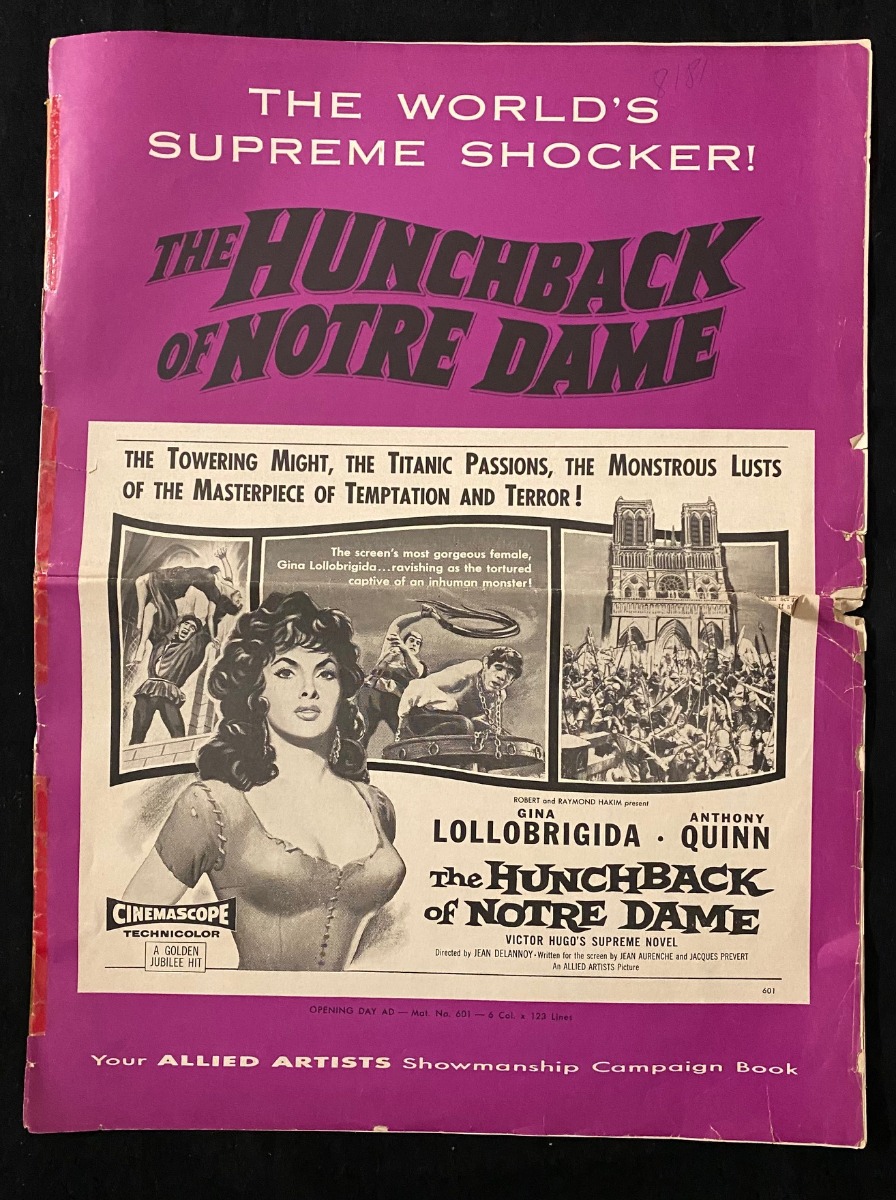 8181
THE WORLD'S
SUPREME SHOCKER!
THE HUNCHBACK
OF NOTRE DAME
THE TOWERING MIGHT, THE TITANIC PASSIONS, THE MONSTROUS LUSTS
OF THE MASTERPIECE OF TEMPTATION AND TERROR!
The screen's most gorgeous female,
Gina Lollobrigida...ravishing as the tortured
captive of an inhuman monster!
ROBERT and RAYMOND HAKIM present
GINA
LOLLOBRIGIDA · ANTHONY
QUINN
The HUNCHBACK
of NOTRE DAME
VICTOR HUGO'S SUPREME NOVEL
Directed by JEAN DELANNOY · Written for the screen by JEAN AURENCHE and JACQUES PREVERT
An ALLIED ARTISTS Picture
CINEMASCOPE
TECHNICOLOR
A GOLDEN
JUBILEE HIT
601
OPENING DAY AD — Mat. No. 601 — 6 Col. x 123 Lines
Your ALLIED ARTISTS Showmanship Campaign Book